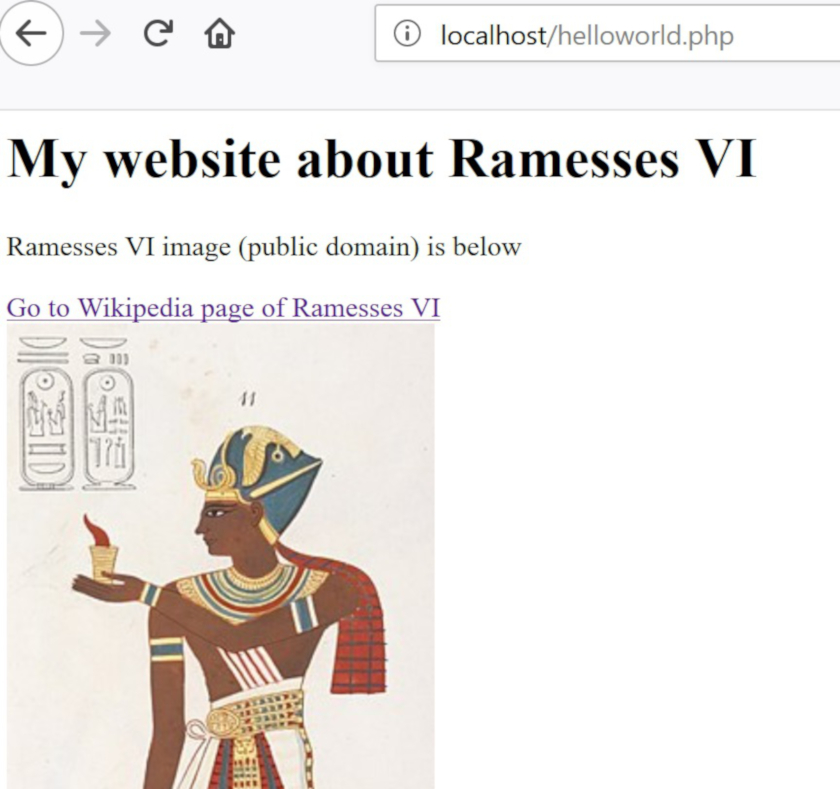 localhost/helloworld.php
My website about Ramesses VI
Ramesses VI image (public domain) is below
Go to Wikipedia page of Ramesses VI
11